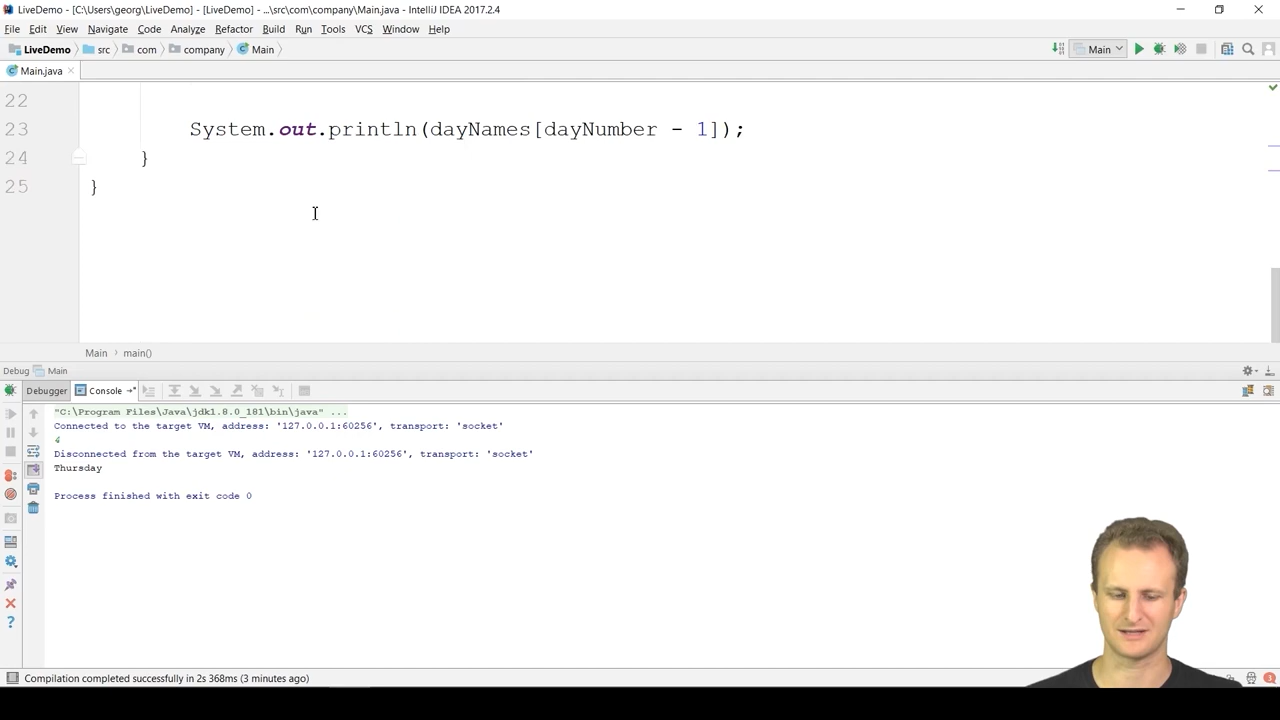 LiveDemo - [C:\Users\georg\LiveDemo] - [LiveDemo] - ...\src\com\company\Main.java - IntelliJ IDEA 2017.2.4
File Edit View Navigate Code Analyze Refactor Build Run Tools VCS Window Help
LiveDemo src com company Main Main
Main.java
22
23 System.out.println(dayNames[dayNumber - 1]);
24 }
25 }
Main main()
Debug Main
Debugger Console
"C:\Program Files\Java\jdk1.8.0_181\bin\java" ...
Connected to the target VM, address: '127.0.0.1:60256', transport: 'socket'
4
Disconnected from the target VM, address: '127.0.0.1:60256', transport: 'socket'
Thursday
Process finished with exit code 0
Compilation completed successfully in 2s 368ms (3 minutes ago) 3